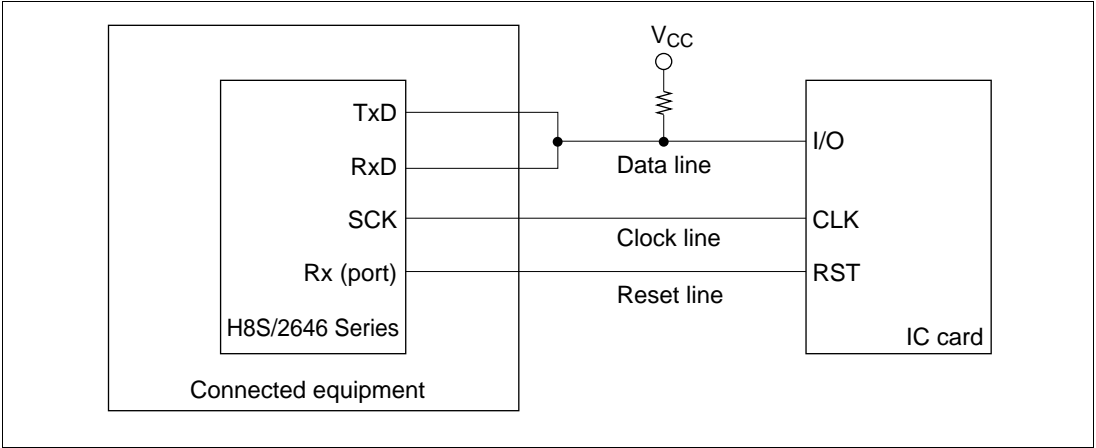 VCC
TxD
I/O
RxD
Data line
SCK
CLK
Clock line
Rx (port)
RST
Reset line
H8S/2646 Series
IC card
Connected equipment